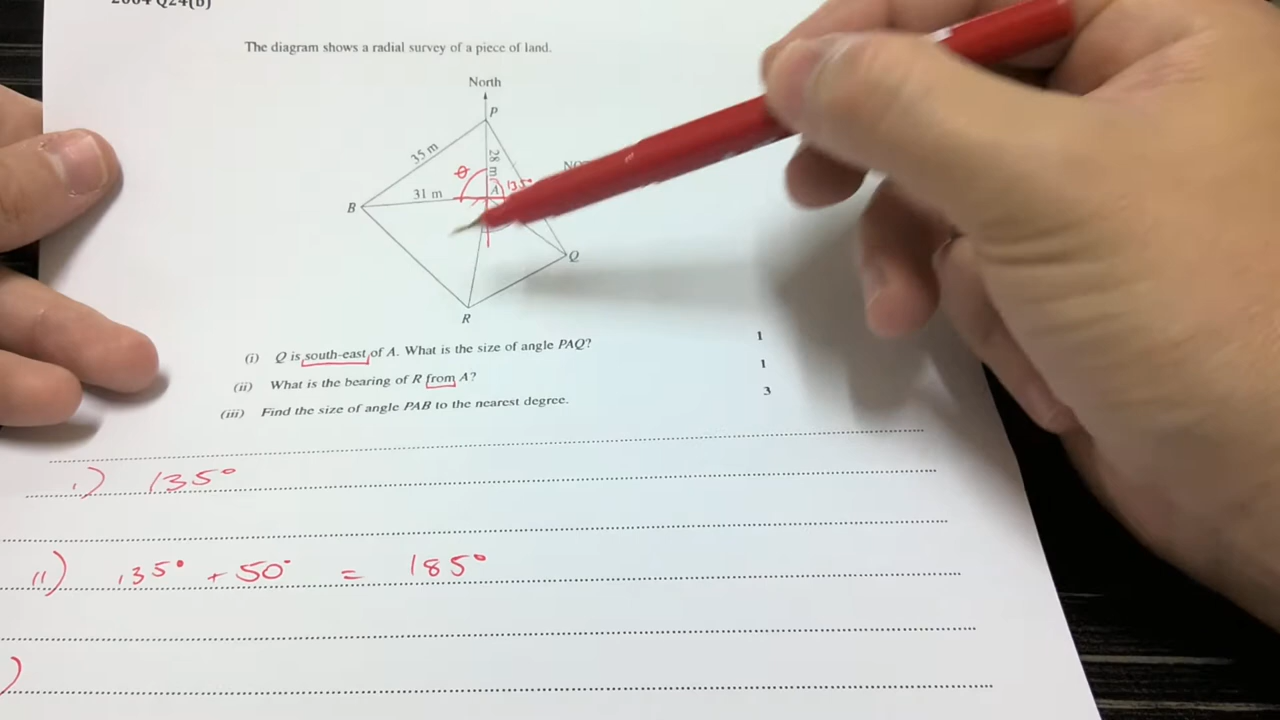 The diagram shows a radial survey of a piece of land.
North
P
35 m
28 m
θ
135°
31 m
A
B
Q
R
(i) Q is south-east of A. What is the size of angle PAQ? 1
(ii) What is the bearing of R from A? 1
(iii) Find the size of angle PAB to the nearest degree. 3
i) 135°
ii) 135° + 50° = 185°
)